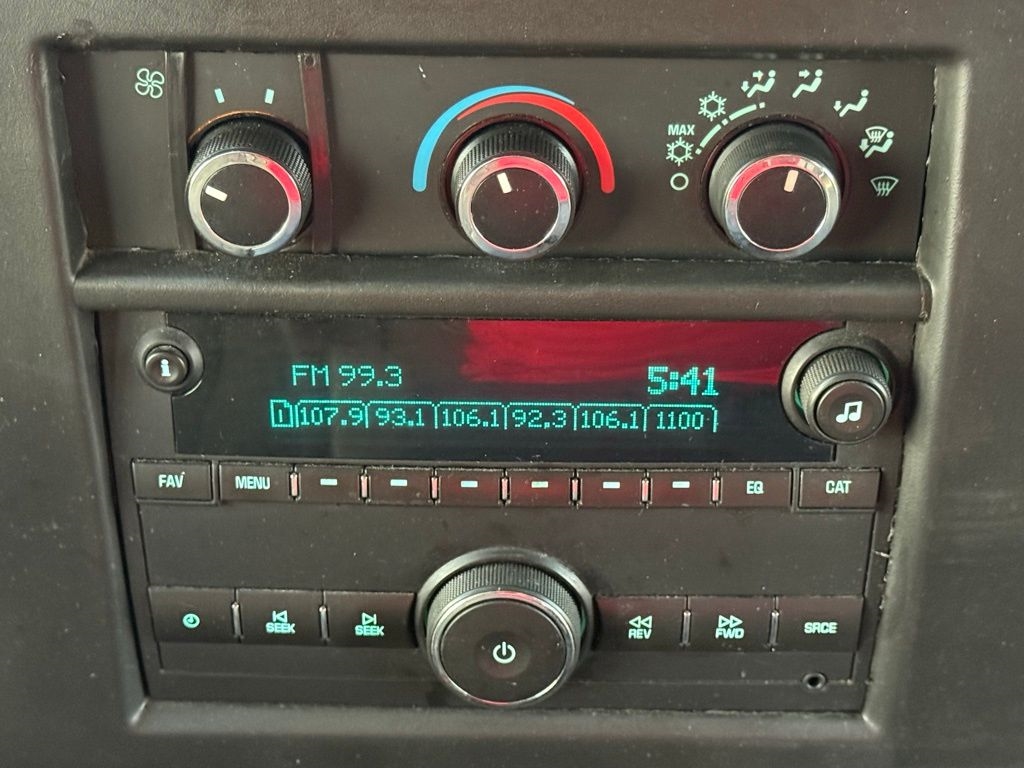 MAX
i
FM 99.3 5:41
1 107.9 93.1 106.1 92.3 106.1 1100
FAV MENU EQ CAT
SEEK SEEK REV FWD SRCE